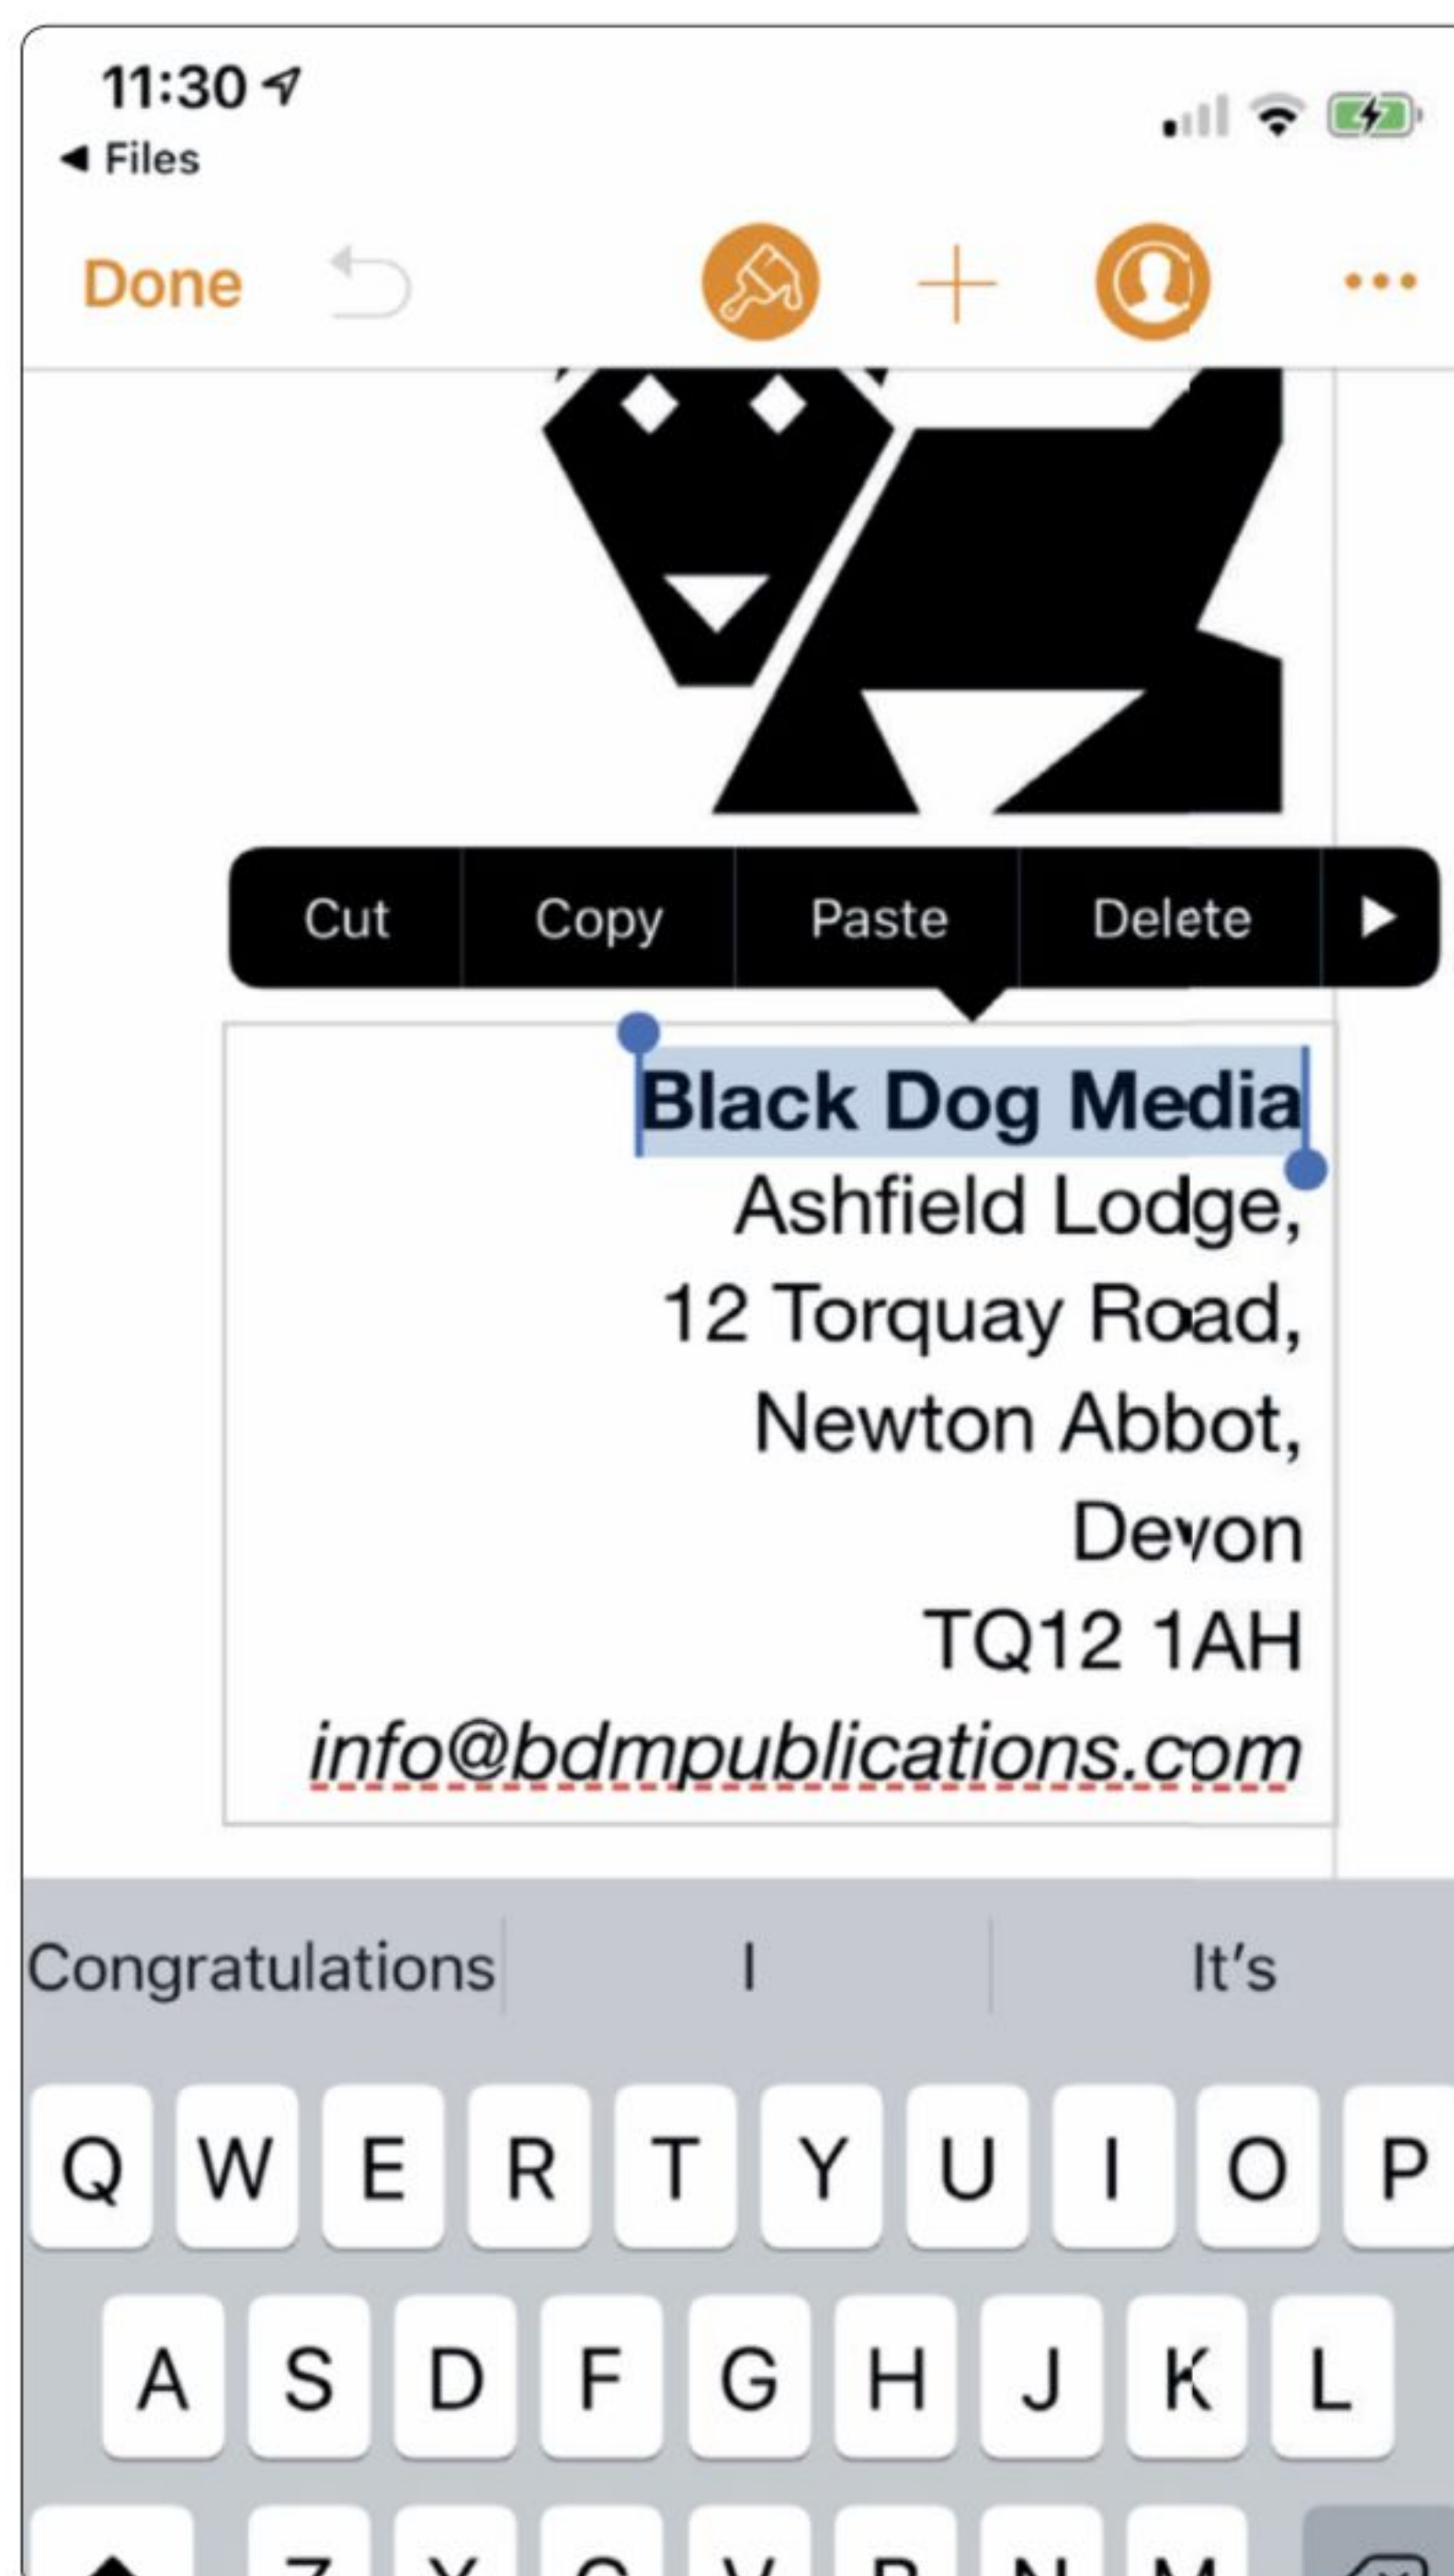 11:30
Files
Done
Cut Copy Paste Delete
Black Dog Media
Ashfield Lodge,
12 Torquay Road,
Newton Abbot,
Devon
TQ12 1AH
info@bdmpublications.com
Congratulations I It’s
Q W E R T Y U I O P
A S D F G H J K L
Z X C V B N M